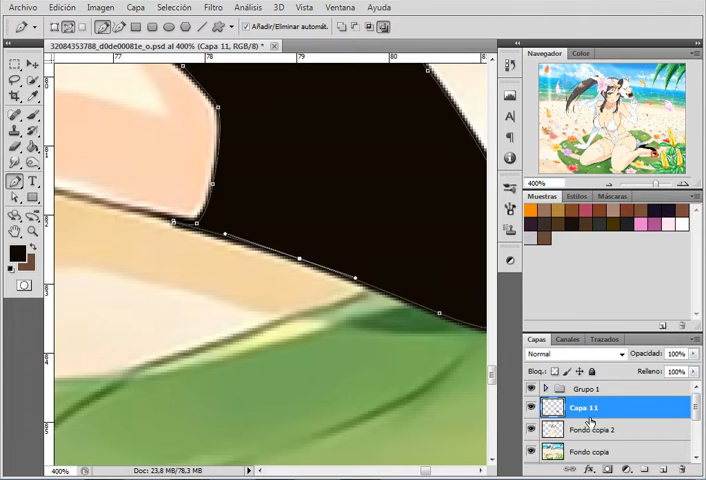 Archivo Edición Imagen Capa Selección Filtro Análisis 3D Vista Ventana Ayuda
Añadir/Eliminar automát.
32084353788_d0de00081e_o.psd al 400% (Capa 11, RGB/8) *
77 78 79 80
Navegador Color
400%
Muestras Estilos Máscaras
Capas Canales Trazados
Normal Opacidad: 100%
Bloq.: Relleno: 100%
Grupo 1
Capa 11
Fondo copia 2
Fondo copia
400% Doc: 23,8 MB/78,3 MB